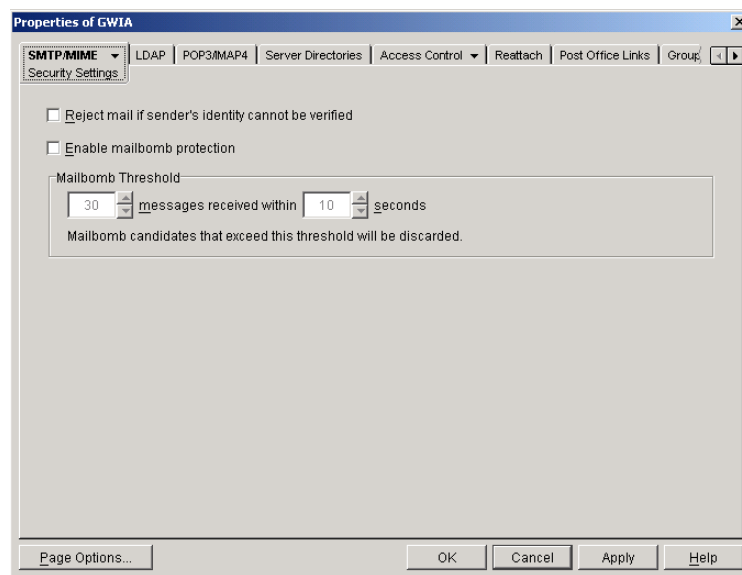 Properties of GWIA
SMTP/MIME LDAP POP3/IMAP4 Server Directories Access Control Reattach Post Office Links Group
Security Settings
Reject mail if sender's identity cannot be verified
Enable mailbomb protection
Mailbomb Threshold
30 messages received within 10 seconds
Mailbomb candidates that exceed this threshold will be discarded.
Page Options... OK Cancel Apply Help